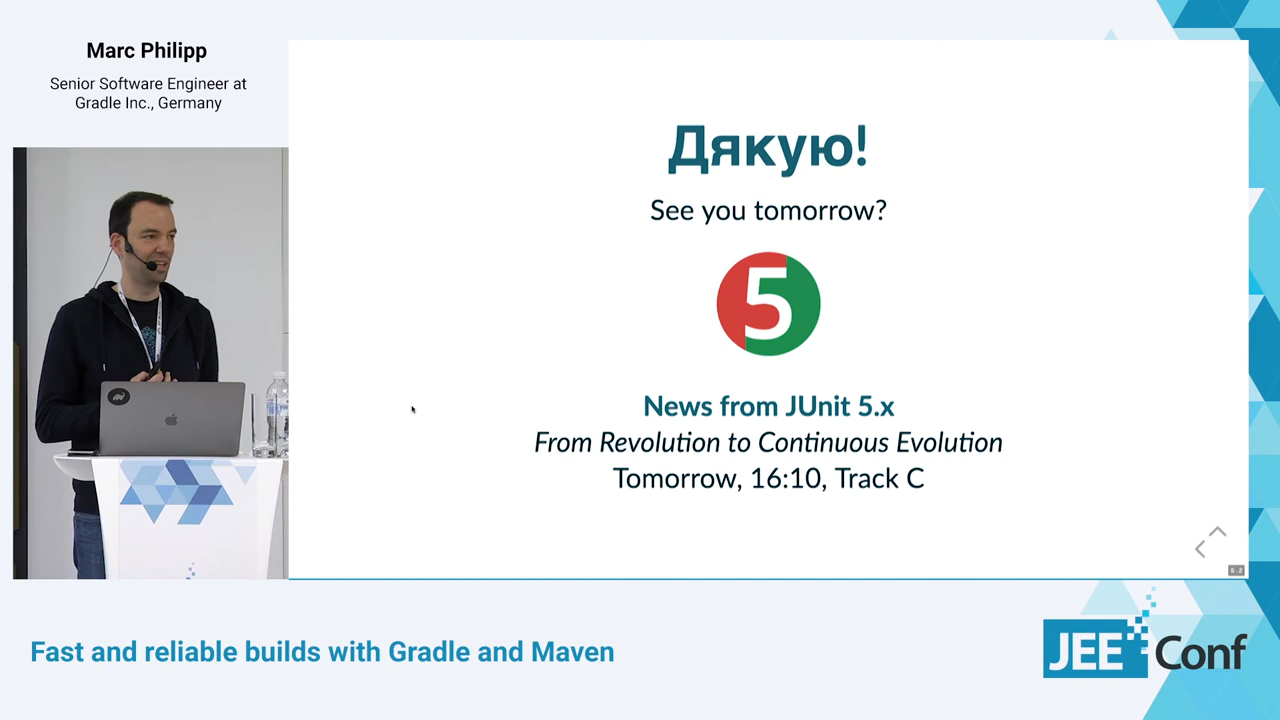 Marc Philipp
Senior Software Engineer at
Gradle Inc., Germany
Дякую!
See you tomorrow?
5
News from JUnit 5.x
From Revolution to Continuous Evolution
Tomorrow, 16:10, Track C
Fast and reliable builds with Gradle and Maven
JEE Conf